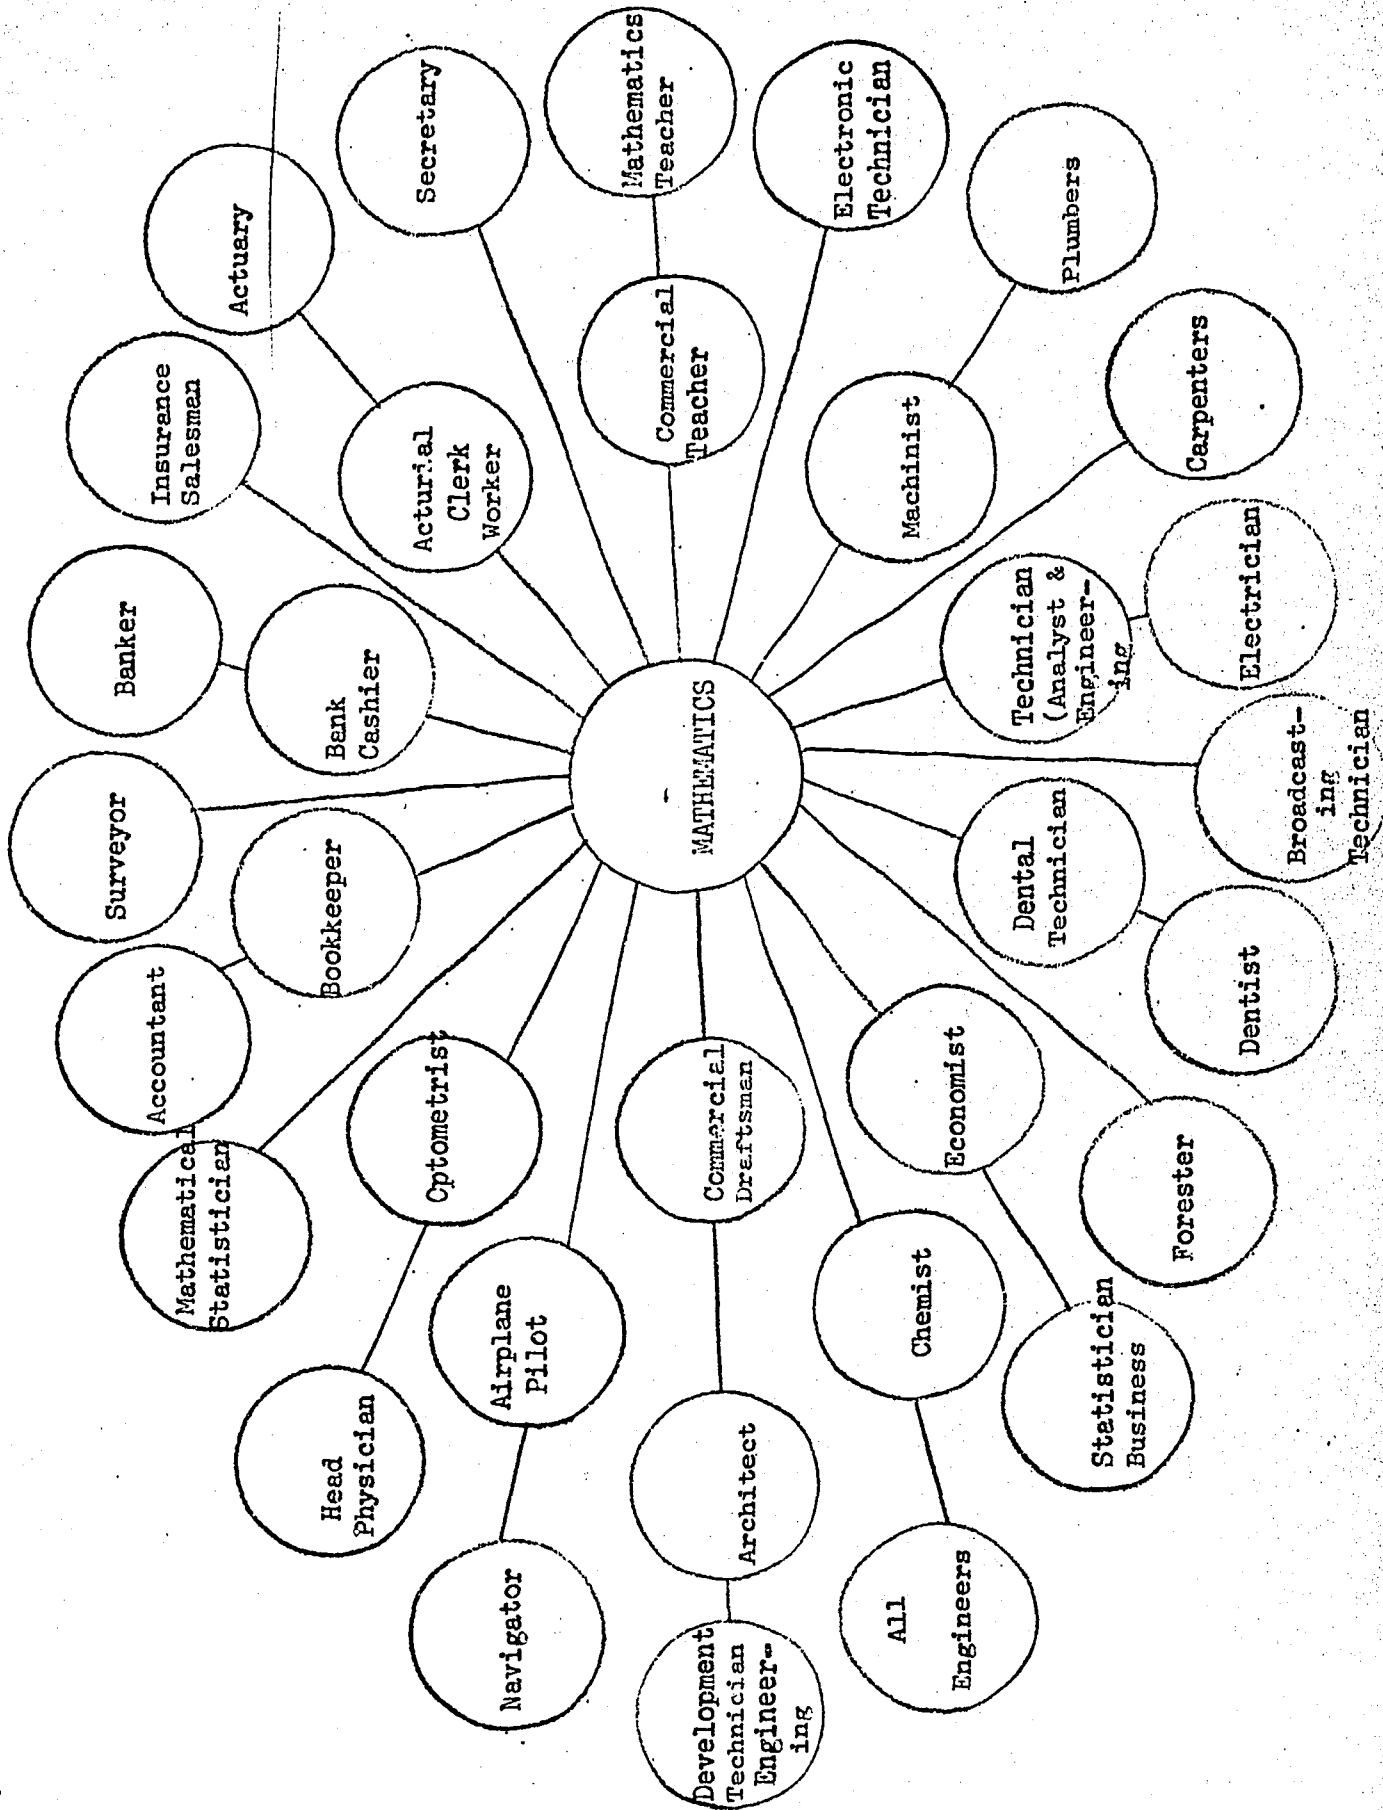 Surveyor
Banker
Accountant
Insurance
Salesman
Mathematical
Statistician
Bookkeeper
Bank
Cashier
Actuary
Head
Physician
Optometrist
Acturial
Clerk
Worker
Secretary
Navigator
Airplane
Pilot
MATHEMATICS
Commercial
Teacher
Mathematics
Teacher
Development
Technician
Engineer-
ing
Architect
Commercial
Draftsman
Electronic
Technician
All
Engineers
Chemist
Economist
Machinist
Plumbers
Statistician
Business
Forester
Dental
Technician
Technician
(Analyst &
Engineer-
ing
Carpenters
Dentist
Broadcast-
ing
Technician
Electrician